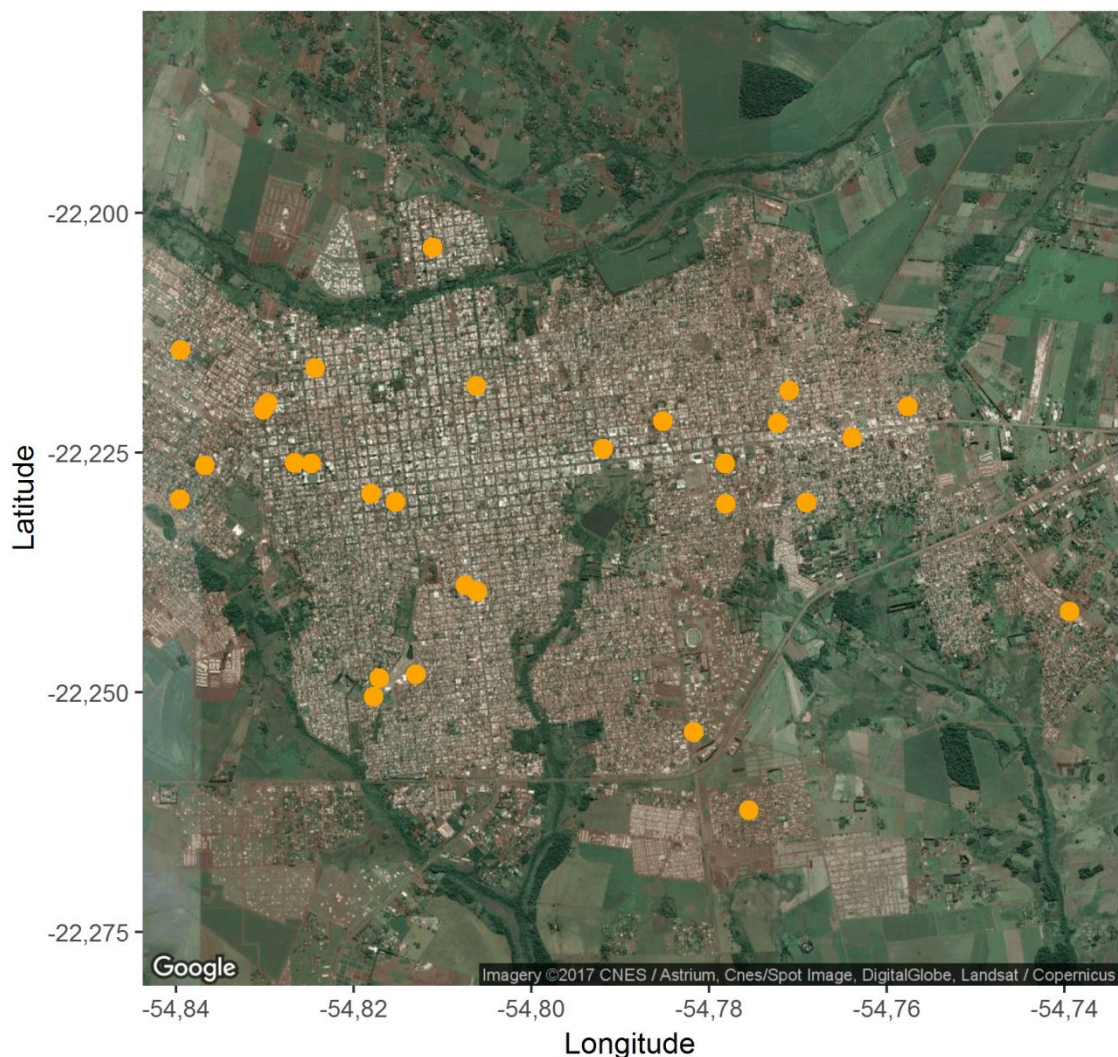 Latitude
-22,200
-22,225
-22,250
-22,275
Google
Imagery ©2017 CNES / Astrium, Cnes/Spot Image, DigitalGlobe, Landsat / Copernicus
-54,84 -54,82 -54,80 -54,78 -54,76 -54,74
Longitude